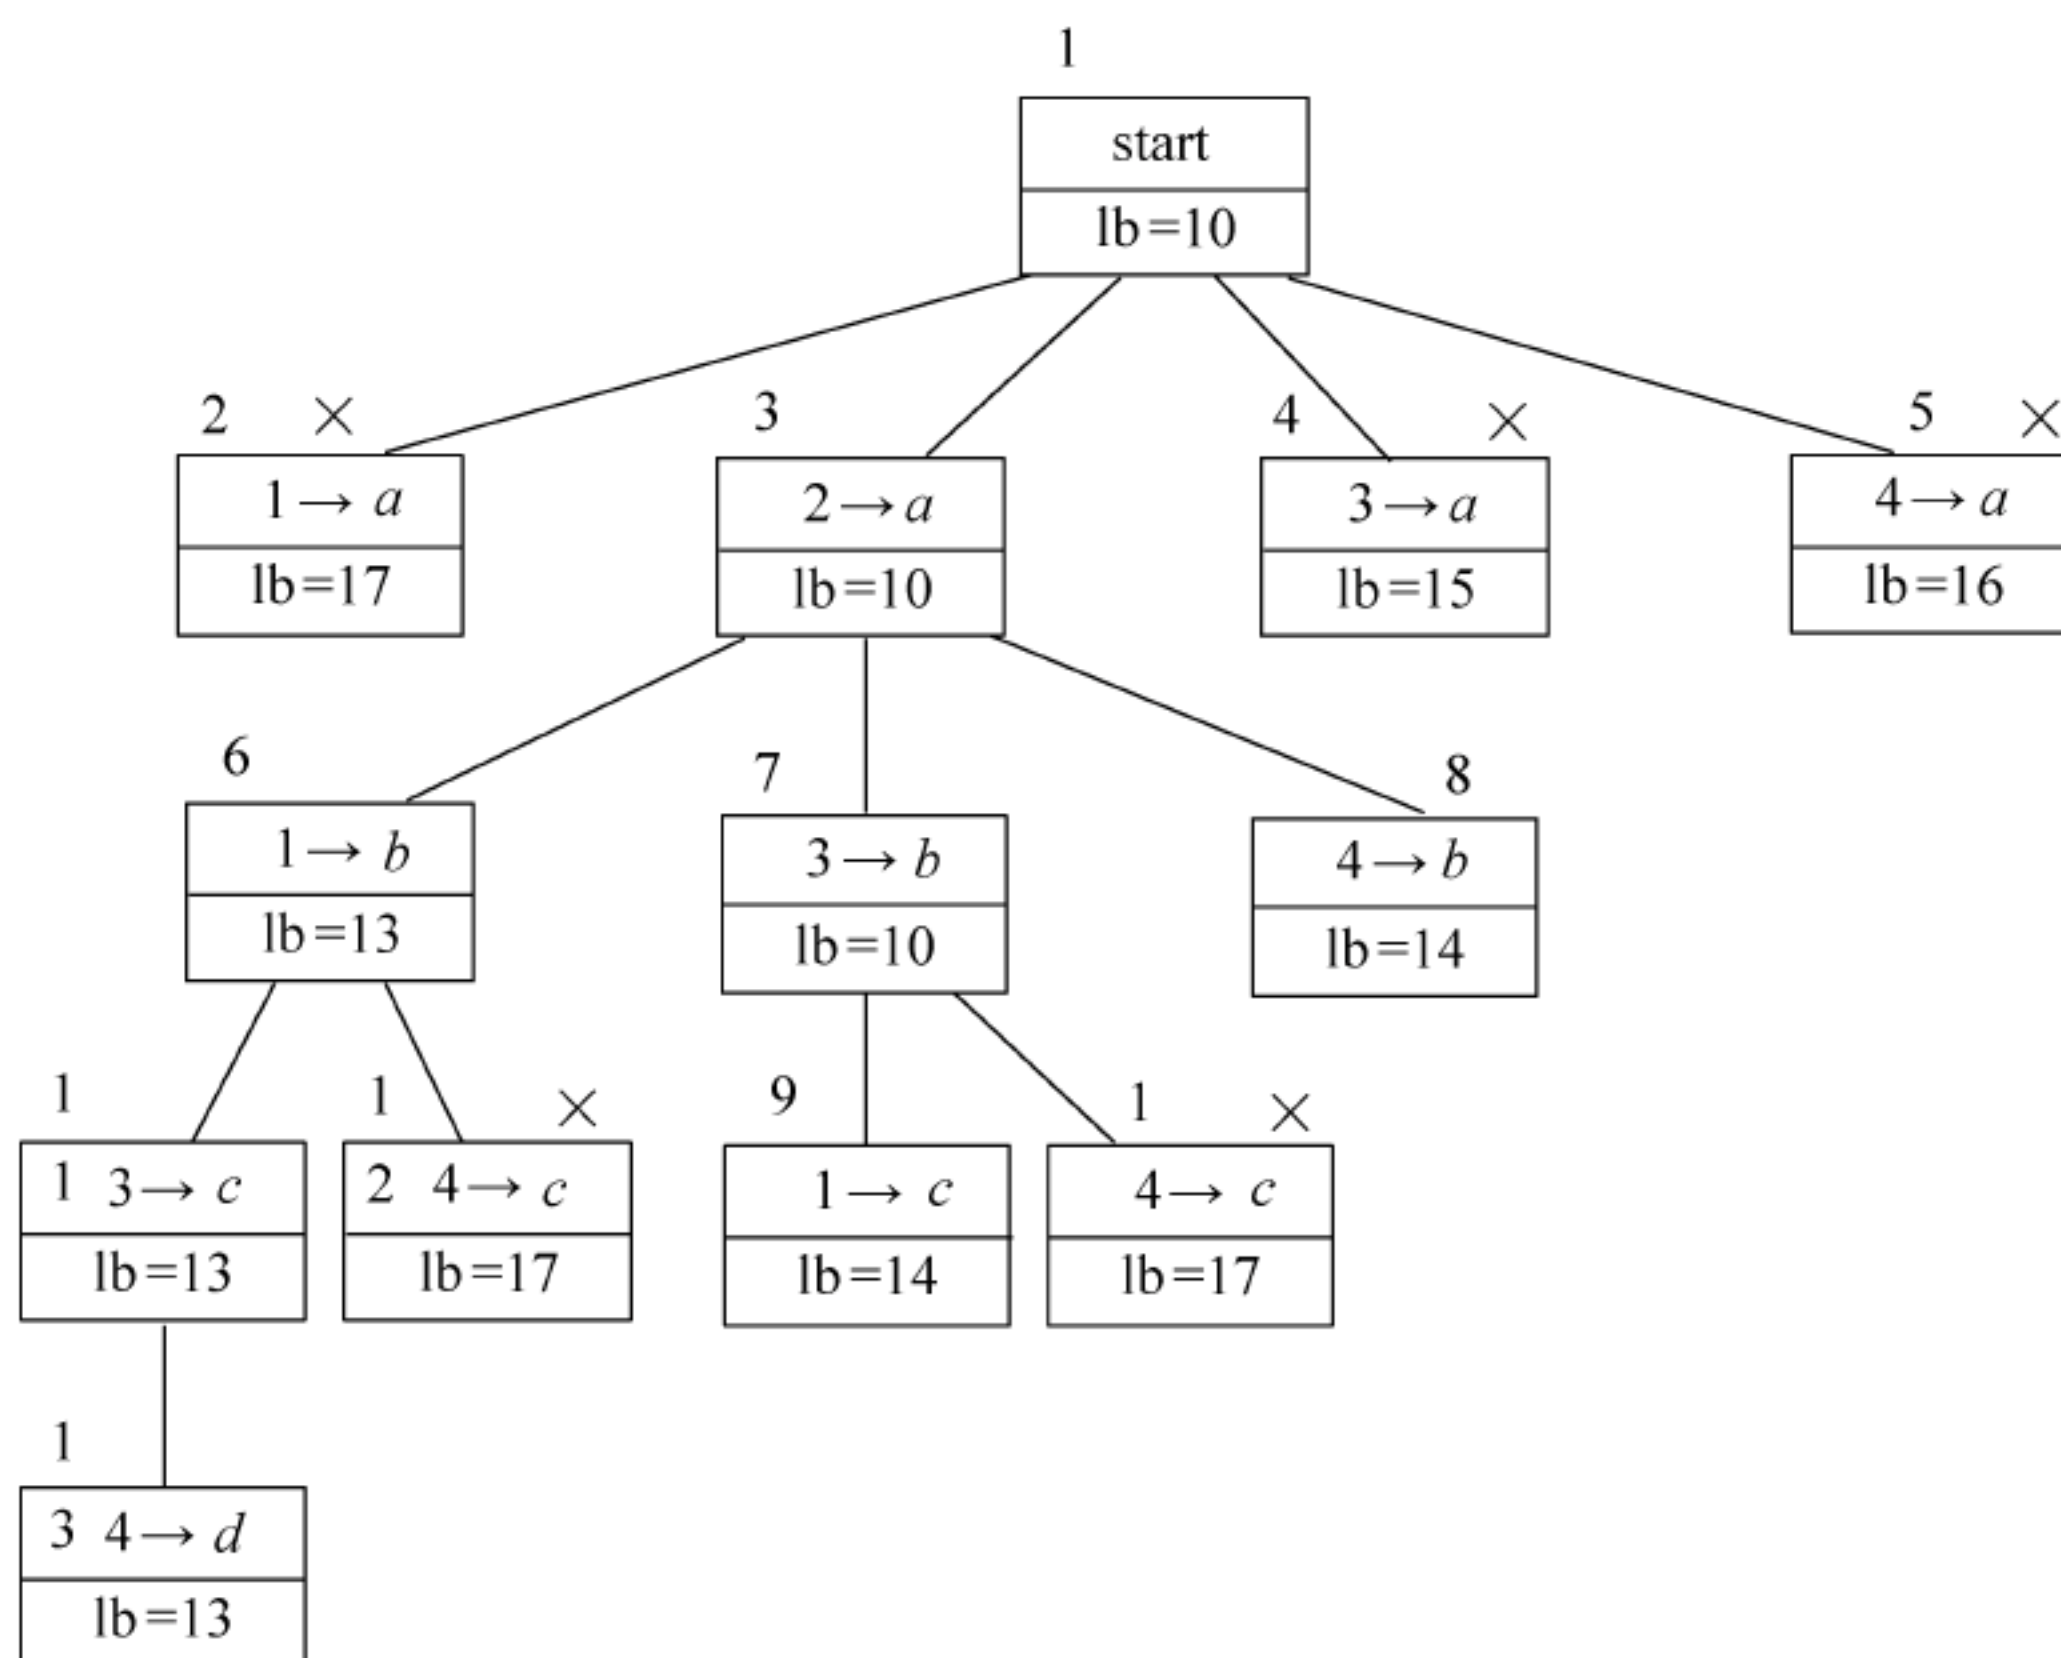 1
start
lb=10
2 ×
3
4 ×
5 ×
1→a
2→a
3→a
4→a
lb=17
lb=10
lb=15
lb=16
6
7
8
1→b
3→b
4→b
lb=13
lb=10
lb=14
1
1 ×
9
1 ×
1 3→c
2 4→c
1→c
4→c
lb=13
lb=17
lb=14
lb=17
1
3 4→d
lb=13